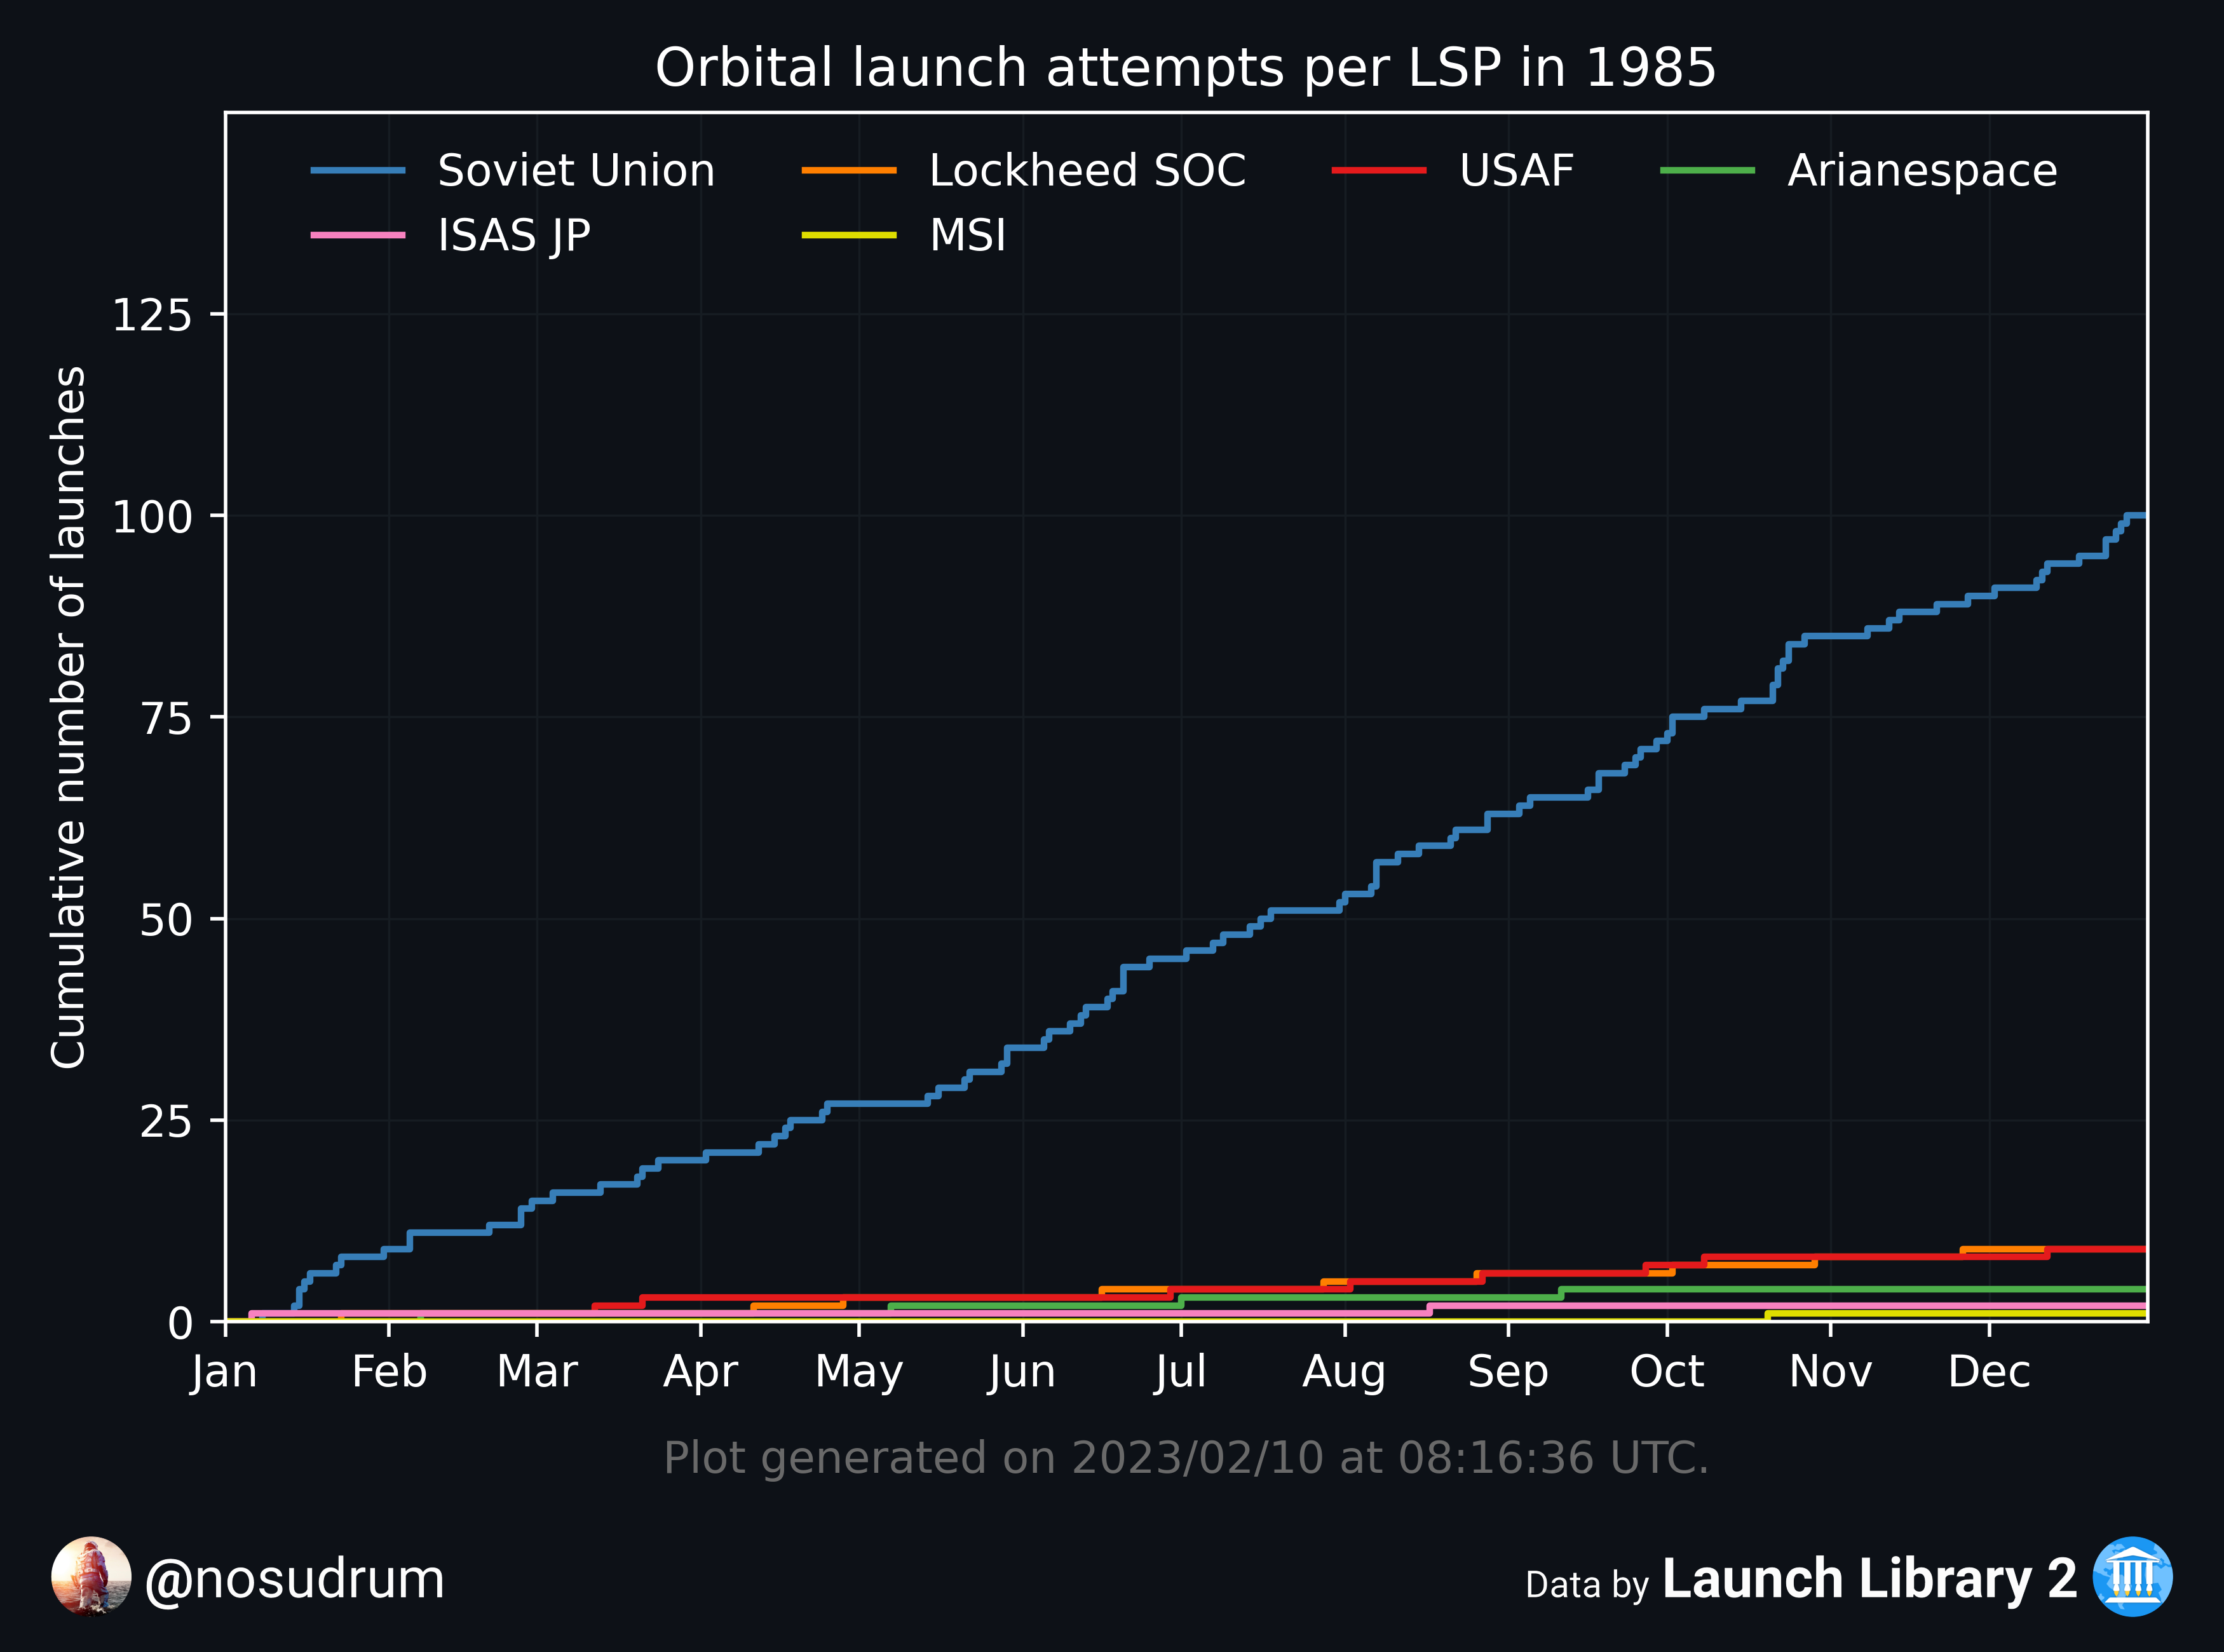 Orbital launch attempts per LSP in 1985
Soviet Union Lockheed SOC USAF Arianespace
ISAS JP MSI
125
100
75
50
25
0
Cumulative number of launches
Jan Feb Mar Apr May Jun Jul Aug Sep Oct Nov Dec
Plot generated on 2023/02/10 at 08:16:36 UTC.
@nosudrum
Data by Launch Library 2